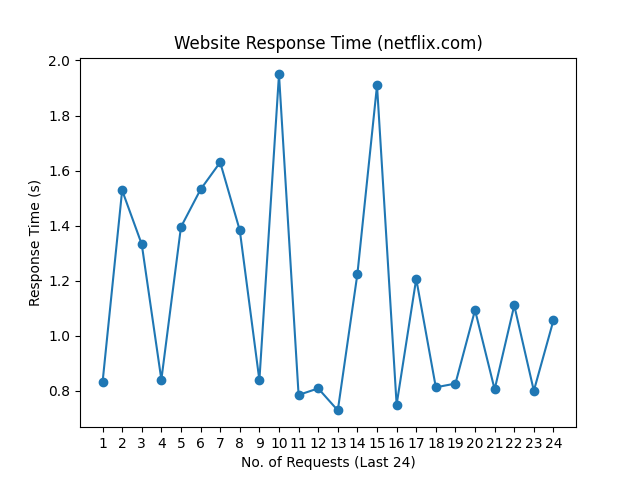 Website Response Time (netflix.com)
2.0
1.8
1.6
1.4
1.2
1.0
0.8
Response Time (s)
1 2 3 4 5 6 7 8 9 10 11 12 13 14 15 16 17 18 19 20 21 22 23 24
No. of Requests (Last 24)